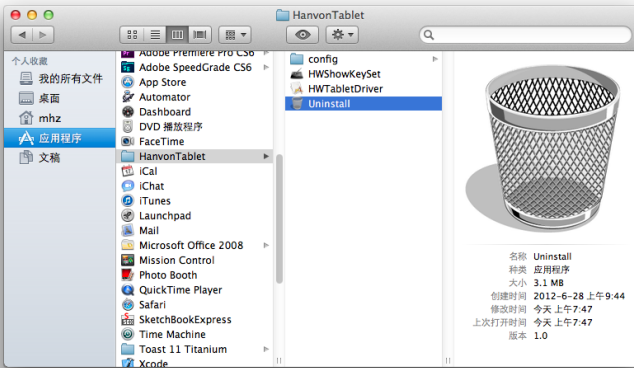 HanvonTablet
个人收藏
我的所有文件
桌面
mhz
应用程序
文稿
Adobe Premiere Pro CS6
Adobe SpeedGrade CS6
App Store
Automator
Dashboard
DVD 播放程序
FaceTime
HanvonTablet
iCal
iChat
iTunes
Launchpad
Mail
Microsoft Office 2008
Mission Control
Photo Booth
QuickTime Player
Safari
SketchBookExpress
Time Machine
Toast 11 Titanium
Xcode
config
HWShowKeySet
HWTabletDriver
Uninstall
名称 Uninstall
种类 应用程序
大小 3.1 MB
创建时间 2012-6-28 上午9:44
修改时间 今天 上午7:47
上次打开时间 今天 上午7:47
版本 1.0